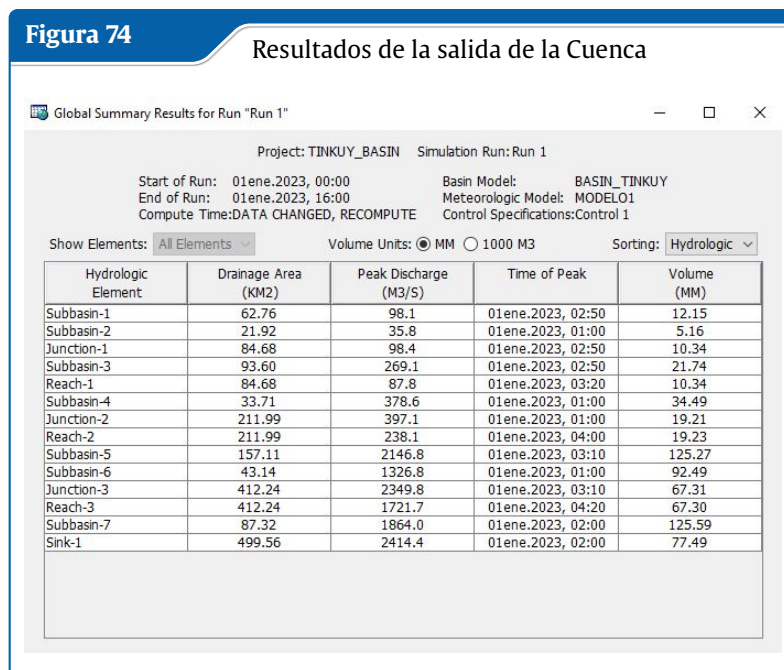 Figura 74
Resultados de la salida de la Cuenca
Global Summary Results for Run "Run 1"
Project: TINKUY_BASIN Simulation Run: Run 1
Start of Run: 01ene.2023, 00:00 Basin Model: BASIN_TINKUY
End of Run: 01ene.2023, 16:00 Meteorologic Model: MODELO1
Compute Time:DATA CHANGED, RECOMPUTE Control Specifications:Control 1
Show Elements: All Elements Volume Units: MM 1000 M3 Sorting: Hydrologic
Hydrologic Drainage Area Peak Discharge Time of Peak Volume
Element (KM2) (M3/S) (MM)
Subbasin-1 62.76 98.1 01ene.2023, 02:50 12.15
Subbasin-2 21.92 35.8 01ene.2023, 01:00 5.16
Junction-1 84.68 98.4 01ene.2023, 02:50 10.34
Subbasin-3 93.60 269.1 01ene.2023, 02:50 21.74
Reach-1 84.68 87.8 01ene.2023, 03:20 10.34
Subbasin-4 33.71 378.6 01ene.2023, 01:00 34.49
Junction-2 211.99 397.1 01ene.2023, 01:00 19.21
Reach-2 211.99 238.1 01ene.2023, 04:00 19.23
Subbasin-5 157.11 2146.8 01ene.2023, 03:10 125.27
Subbasin-6 43.14 1326.8 01ene.2023, 01:00 92.49
Junction-3 412.24 2349.8 01ene.2023, 03:10 67.31
Reach-3 412.24 1721.7 01ene.2023, 04:20 67.30
Subbasin-7 87.32 1864.0 01ene.2023, 02:00 125.59
Sink-1 499.56 2414.4 01ene.2023, 02:00 77.49